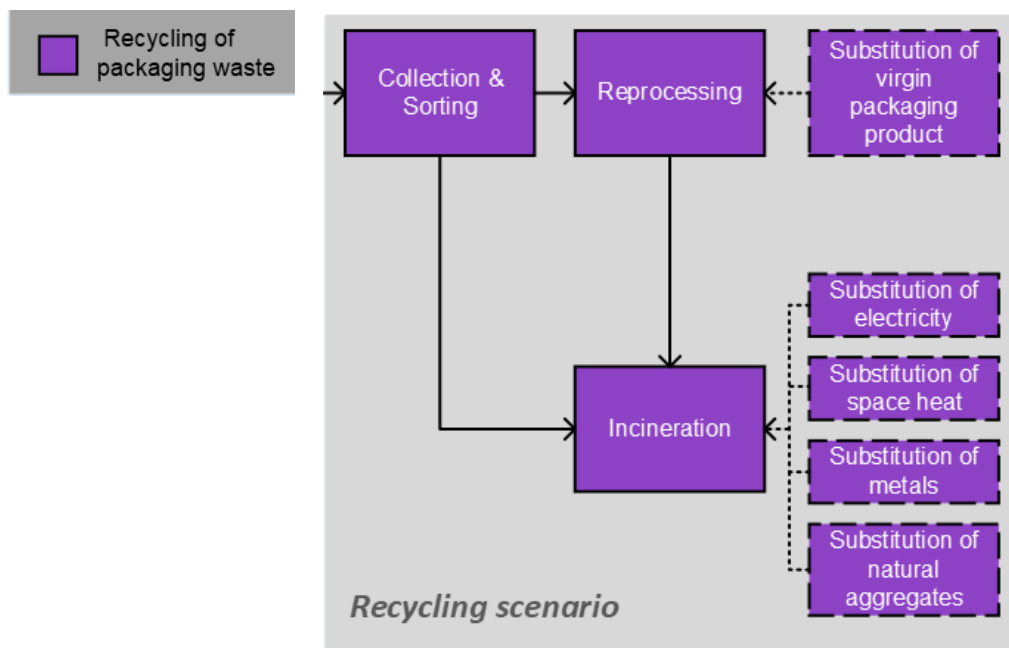 Recycling of
packaging waste
Collection &
Sorting
Reprocessing
Substitution of
virgin
packaging
product
Substitution of
electricity
Substitution of
space heat
Incineration
Substitution of
metals
Substitution of
natural
aggregates
Recycling scenario